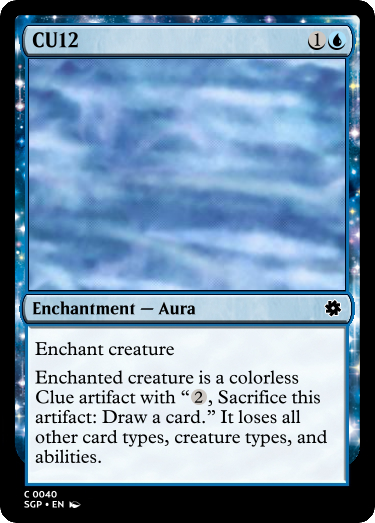 CU12 1
Enchantment — Aura
Enchant creature
Enchanted creature is a colorless
Clue artifact with “2, Sacrifice this
artifact: Draw a card.” It loses all
other card types, creature types, and
abilities.
C 0040
SGP • EN